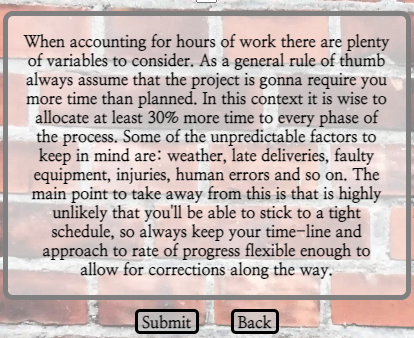 When accounting for hours of work there are plenty
of variables to consider. As a general rule of thumb
always assume that the project is gonna require you
more time than planned. In this context it is wise to
allocate at least 30% more time to every phase of
the process. Some of the unpredictable factors to
keep in mind are: weather, late deliveries, faulty
equipment, injuries, human errors and so on. The
main point to take away from this is that is highly
unlikely that you'll be able to stick to a tight
schedule, so always keep your time-line and
approach to rate of progress flexible enough to
allow for corrections along the way.
Submit Back